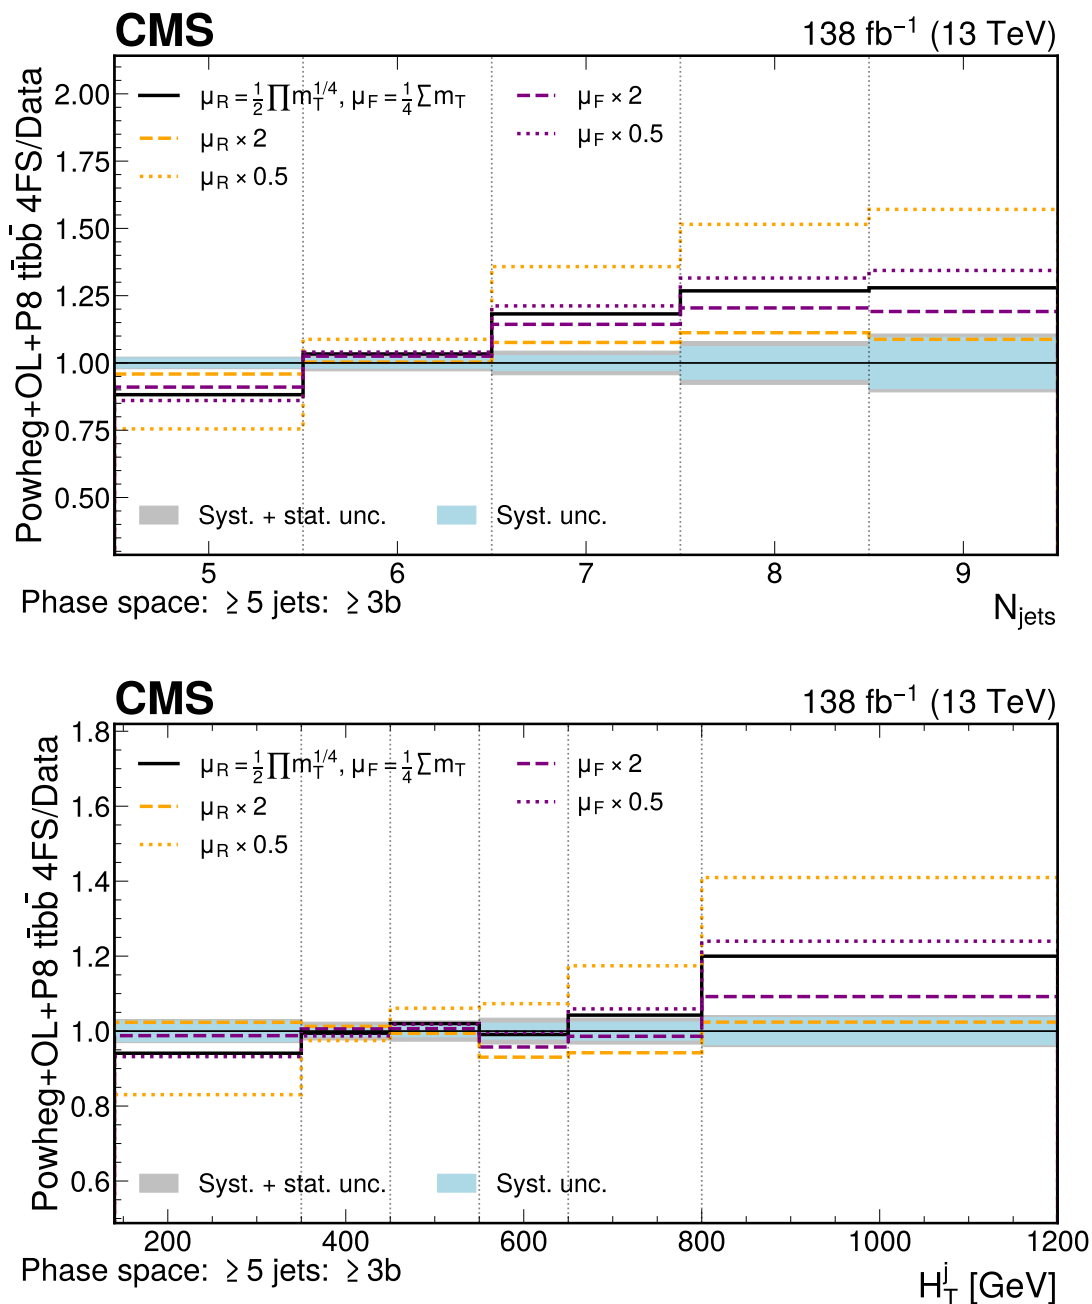 CMS 138 fb⁻¹ (13 TeV)
Powheg+OL+P8 tt̄bb̄ 4FS/Data
2.00
1.75
1.50
1.25
1.00
0.75
0.50
μR = ½∏mT^1/4, μF = ¼∑mT
μR × 2
μR × 0.5
μF × 2
μF × 0.5
Syst. + stat. unc. Syst. unc.
5 6 7 8 9
Phase space: ≥ 5 jets: ≥ 3b
Njets
CMS 138 fb⁻¹ (13 TeV)
Powheg+OL+P8 tt̄bb̄ 4FS/Data
1.8
1.6
1.4
1.2
1.0
0.8
0.6
μR = ½∏mT^1/4, μF = ¼∑mT
μR × 2
μR × 0.5
μF × 2
μF × 0.5
Syst. + stat. unc. Syst. unc.
200 400 600 800 1000 1200
Phase space: ≥ 5 jets: ≥ 3b
HT^j [GeV]